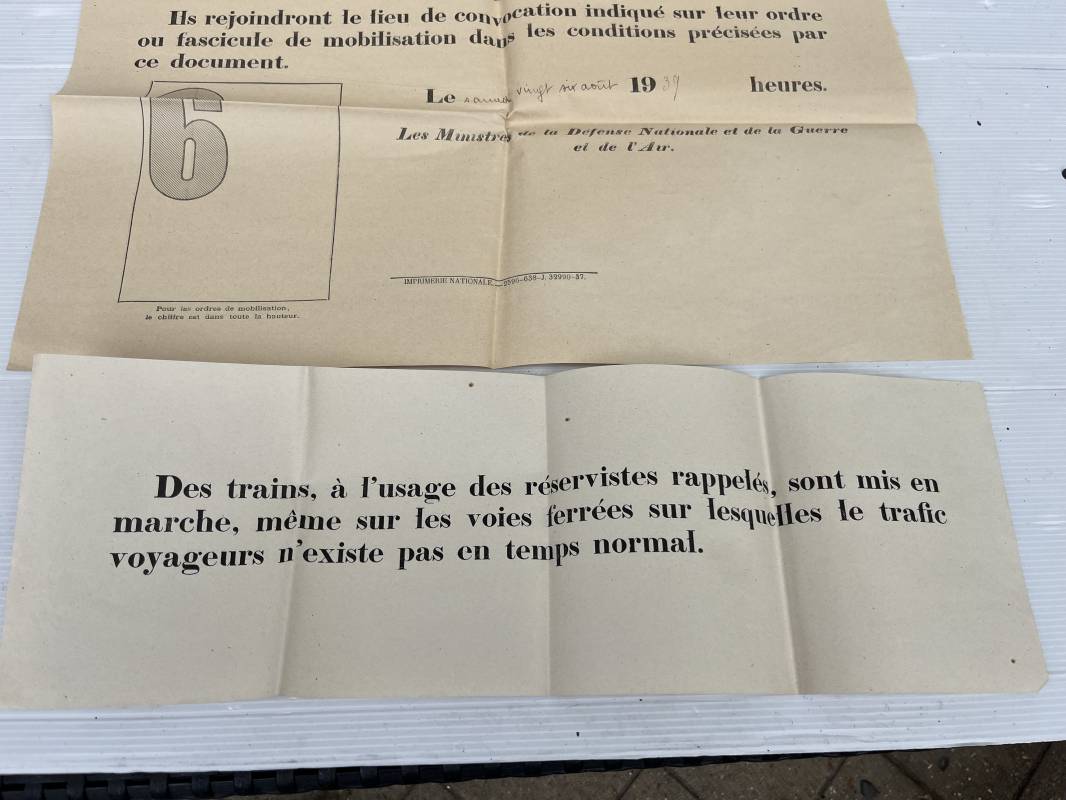 Ils rejoindront le lieu de convocation indiqué sur leur ordre
ou fascicule de mobilisation dans les conditions précisées par
ce document.
Le samedi vingt six août 1939 heures.
Les Ministres de la Défense Nationale et de la Guerre
et de l'Air.
6
IMPRIMERIE NATIONALE. 638-J. 32990-37.
Pour les ordres de mobilisation,
le chiffre est dans toute la hauteur.
Des trains, à l'usage des réservistes rappelés, sont mis en
marche, même sur les voies ferrées sur lesquelles le trafic
voyageurs n'existe pas en temps normal.